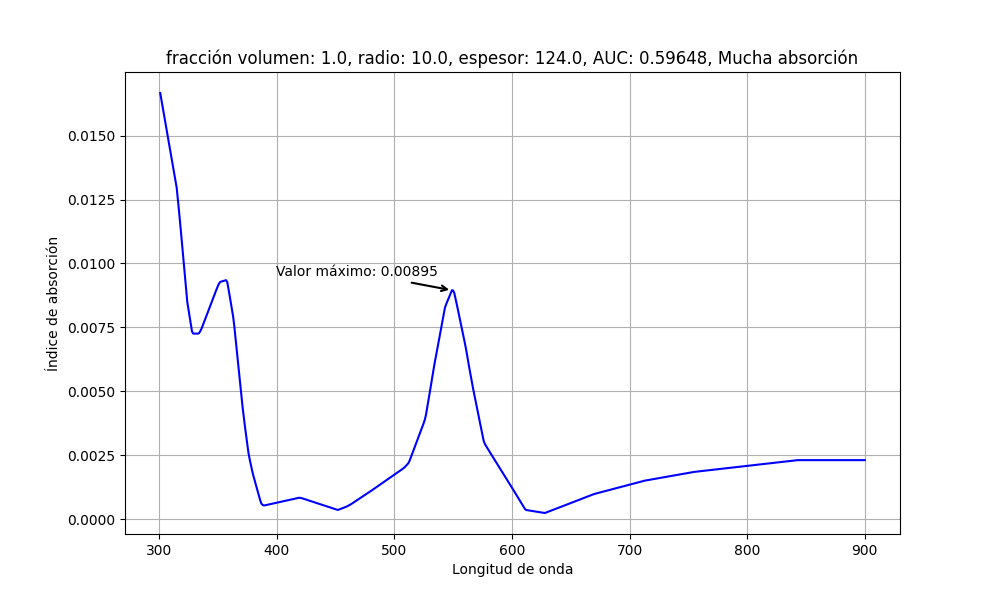 fracción volumen: 1.0, radio: 10.0, espesor: 124.0, AUC: 0.59648, Mucha absorción
Índice de absorción
0.0150
0.0125
0.0100
0.0075
0.0050
0.0025
0.0000
Valor máximo: 0.00895
300 400 500 600 700 800 900
Longitud de onda